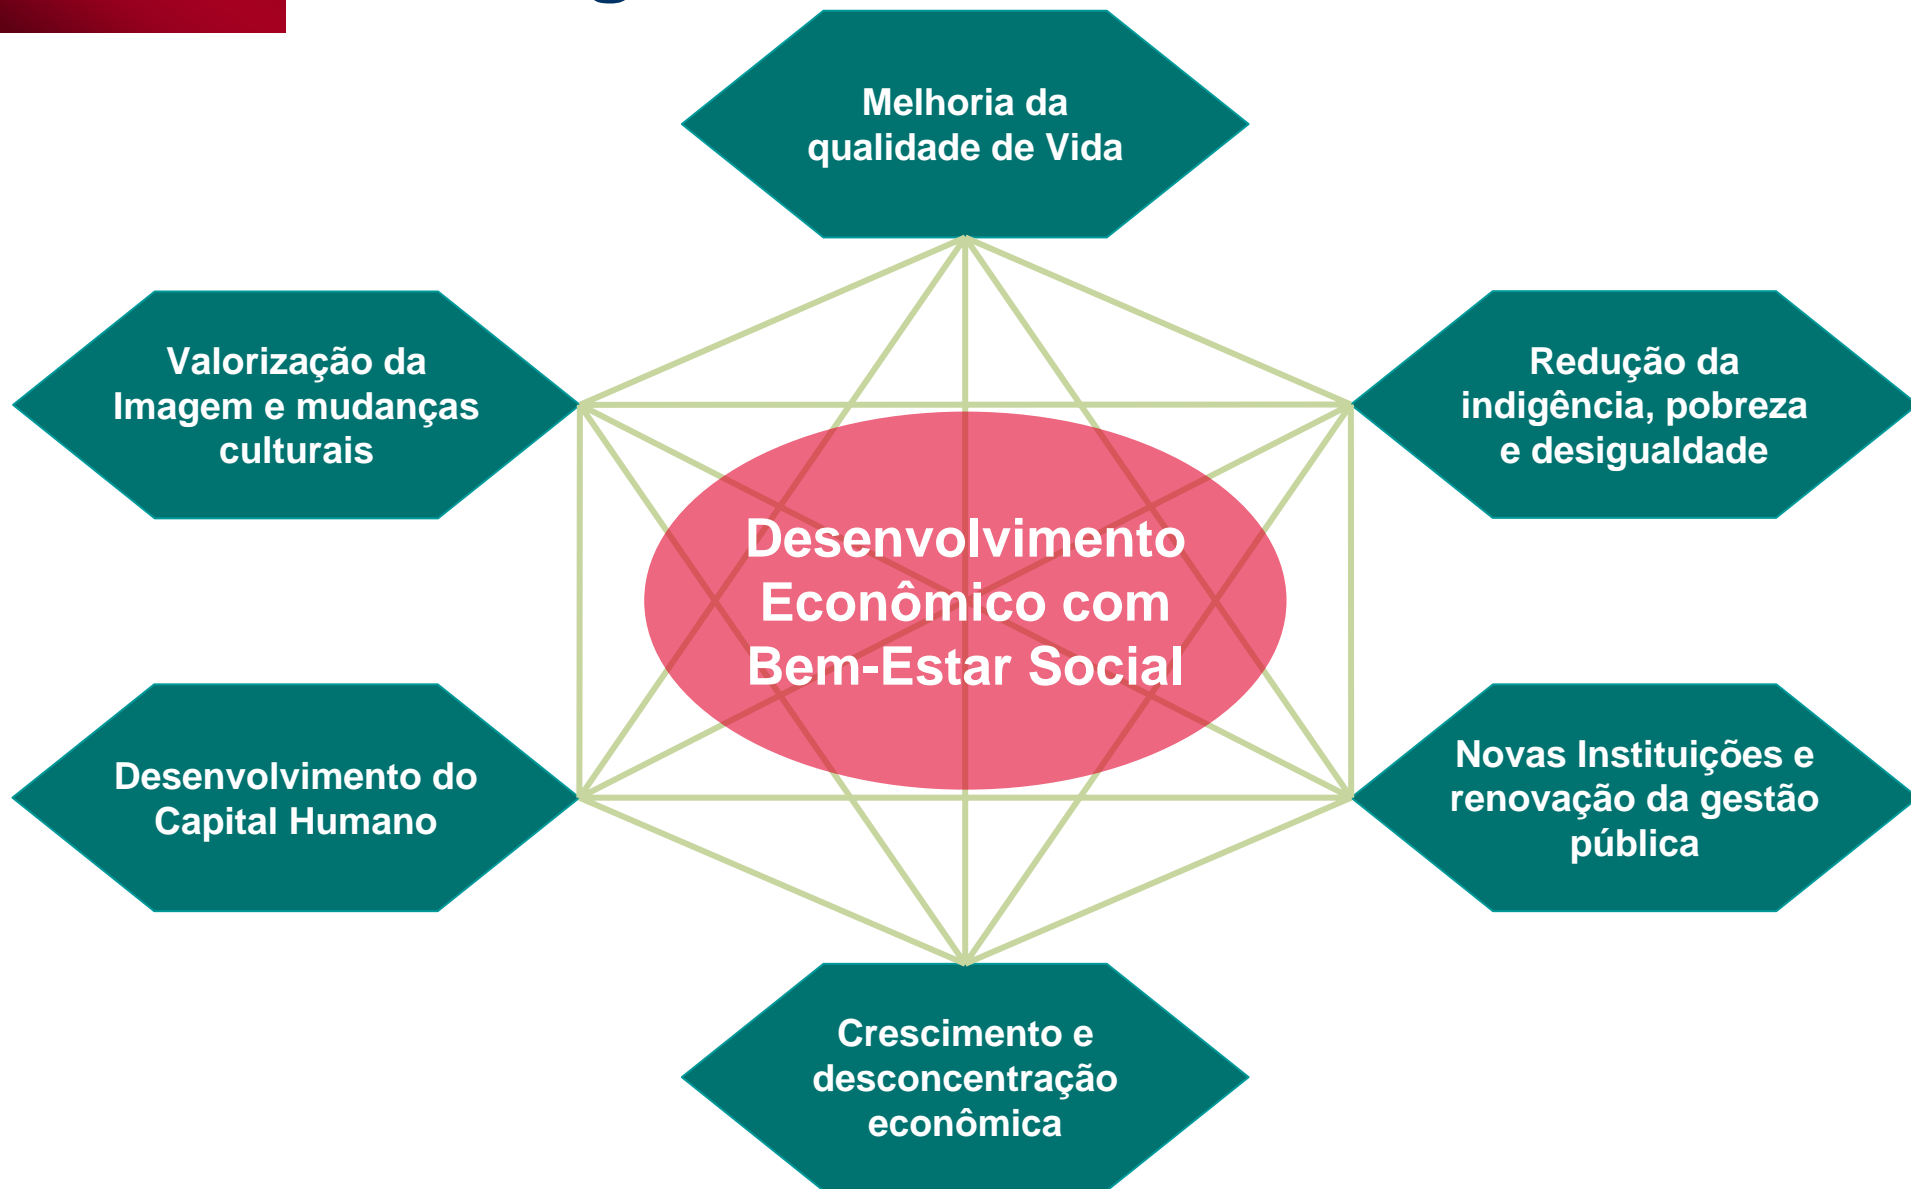 Melhoria da
qualidade de Vida
Valorização da
Imagem e mudanças
culturais
Redução da
indigência, pobreza
e desigualdade
Desenvolvimento
Econômico com
Bem-Estar Social
Desenvolvimento do
Capital Humano
Novas Instituições e
renovação da gestão
pública
Crescimento e
desconcentração
econômica